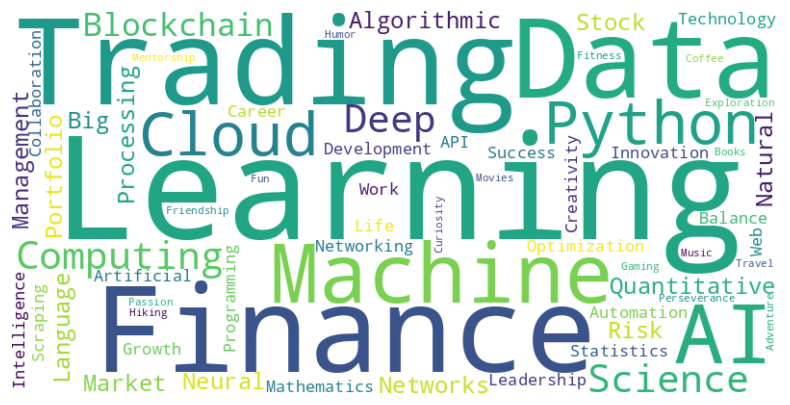 Trading
Data
Blockchain
Algorithmic
Stock
Technology
Humor
Mentorship
Fitness
Coffee
Collaboration
Management
Portfolio
Big
Processing
Career
Cloud
Deep
Python
Exploration
Development
API
Success
Innovation
Books
Creativity
Natural
Learning
Fun
Work
Movies
Friendship
Life
Curiosity
Balance
Web
Computing
Networking
Optimization
Music
Travel
Machine
Gaming
Artificial
Intelligence
Scraping
Language
Programming
Quantitative
Perseverance
Passion
Hiking
Finance
Automation
Risk
AI
Adventure
Growth
Statistics
Market
Neural
Mathematics
Networks
Leadership
Science